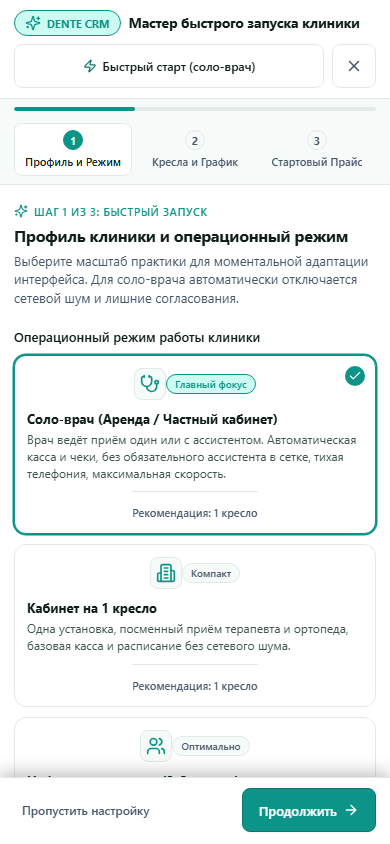 DENTE CRM
Мастер быстрого запуска клиники
Быстрый старт (соло-врач)
1
Профиль и Режим
2
Кресла и График
3
Стартовый Прайс
ШАГ 1 ИЗ 3: БЫСТРЫЙ ЗАПУСК
Профиль клиники и операционный режим
Выберите масштаб практики для моментальной адаптации
интерфейса. Для соло-врача автоматически отключается
сетевой шум и лишние согласования.
Операционный режим работы клиники
Главный фокус
Соло-врач (Аренда / Частный кабинет)
Врач ведёт приём один или с ассистентом. Автоматическая
касса и чеки, без обязательного ассистента в сетке, тихая
телефония, максимальная скорость.
Рекомендация: 1 кресло
Компакт
Кабинет на 1 кресло
Одна установка, посменный приём терапевта и ортопеда,
базовая касса и расписание без сетевого шума.
Рекомендация: 1 кресло
Оптимально
Пропустить настройку
Продолжить